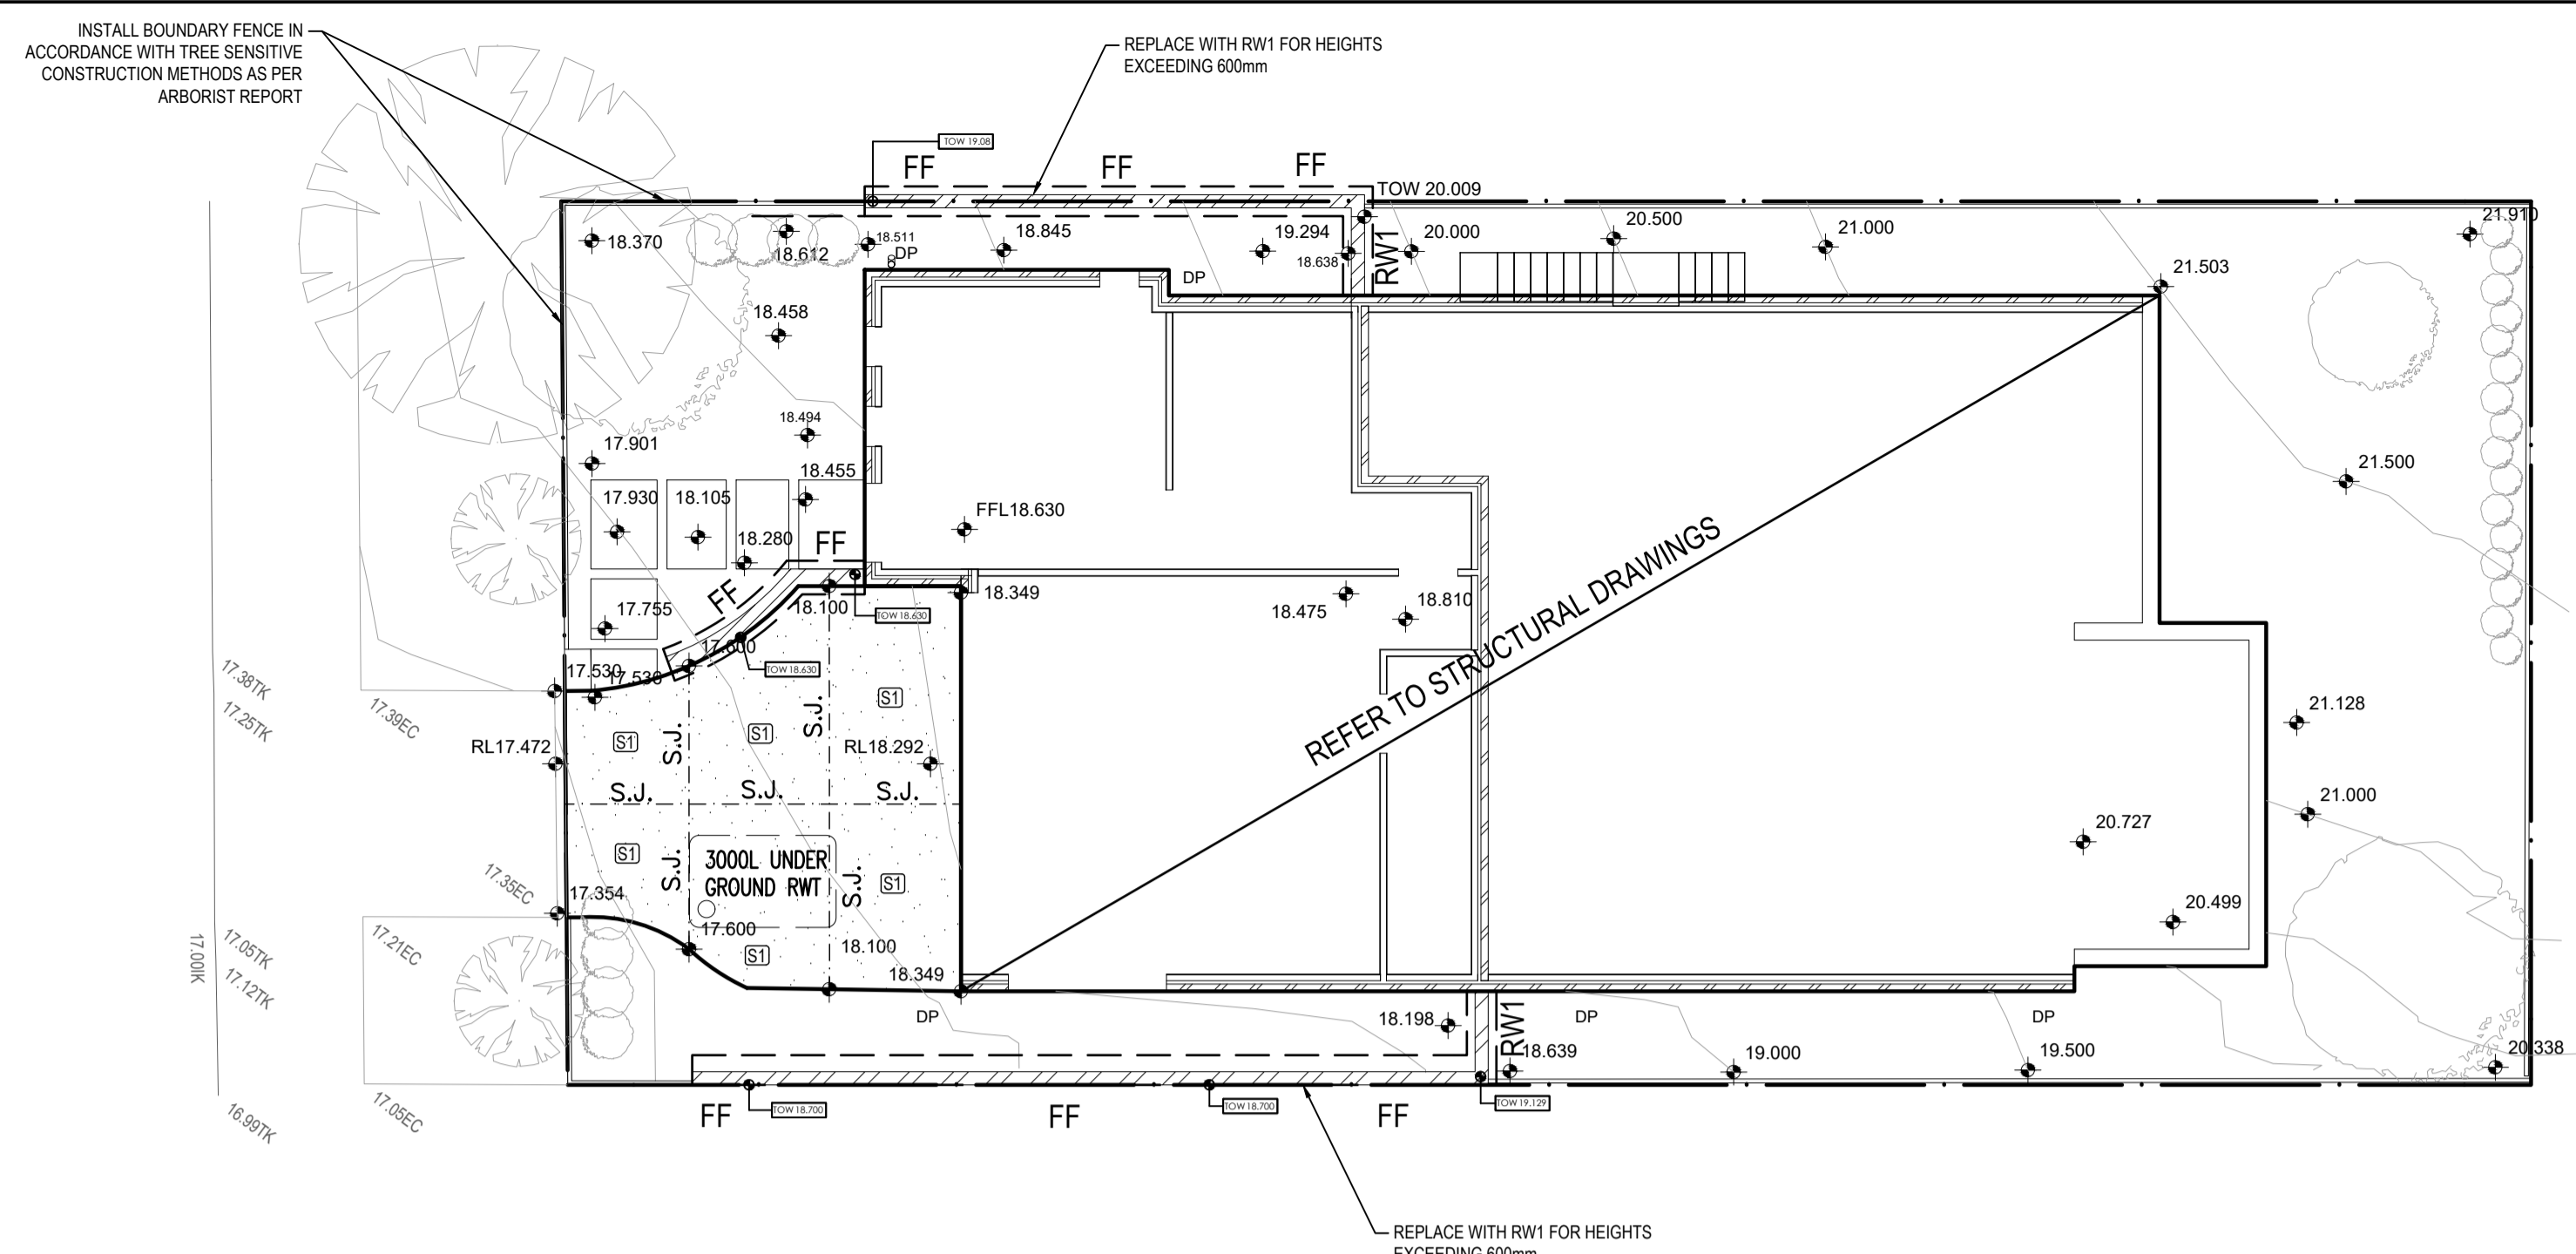 INSTALL BOUNDARY FENCE IN
ACCORDANCE WITH TREE SENSITIVE
CONSTRUCTION METHODS AS PER
ARBORIST REPORT
REPLACE WITH RW1 FOR HEIGHTS
EXCEEDING 600mm
TOW 19.08
FF
FF
FF
TOW 20.009
18.370
18.612
18.511
DP
18.845
19.294
18.638
RW1
20.000
20.500
21.000
21.910
DP
21.503
18.458
18.494
17.901
18.455
21.500
17.930
18.105
FFL18.630
18.280
FF
FF
17.755
18.100
TOW 18.630
18.349
18.475
18.810
REFER TO STRUCTURAL DRAWINGS
17.600
TOW 18.630
17.530
17.530
17.38TK
17.25TK
17.39EC
S1
S.J.
S.J.
S1
S1
21.128
RL17.472
RL18.292
S.J.
S.J.
S.J.
21.000
20.727
S1
S.J.
3000L UNDER
GROUND RWT
S.J.
S1
17.35EC
17.354
20.499
17.600
18.100
S1
18.349
17.00IK
17.05TK
17.12TK
17.21EC
DP
18.198
RW1
DP
DP
18.639
19.000
19.500
20.338
16.99TK
17.05EC
FF
TOW 18.700
FF
TOW 18.700
FF
TOW 19.129
REPLACE WITH RW1 FOR HEIGHTS
EXCEEDING 600mm